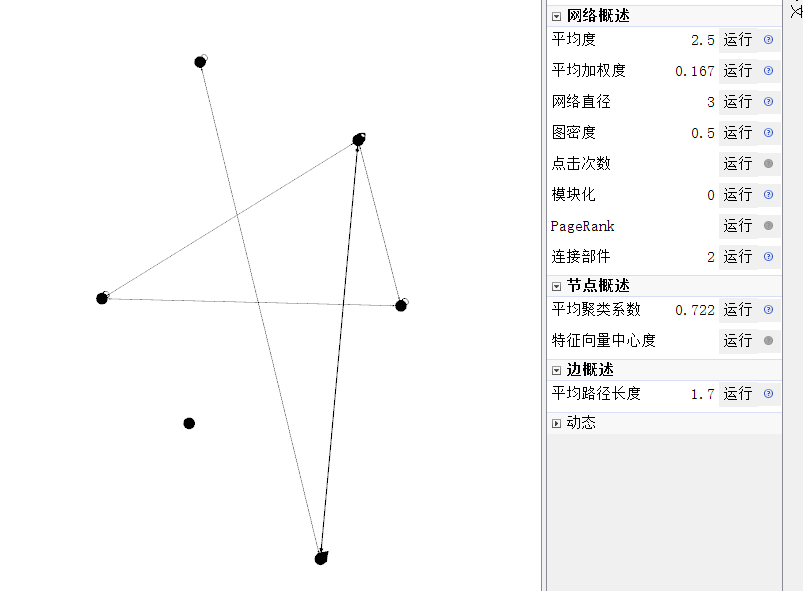 网络概述
平均度 2.5 运行
平均加权度 0.167 运行
网络直径 3 运行
图密度 0.5 运行
点击次数 运行
模块化 0 运行
PageRank 运行
连接部件 2 运行
节点概述
平均聚类系数 0.722 运行
特征向量中心度 运行
边概述
平均路径长度 1.7 运行
动态